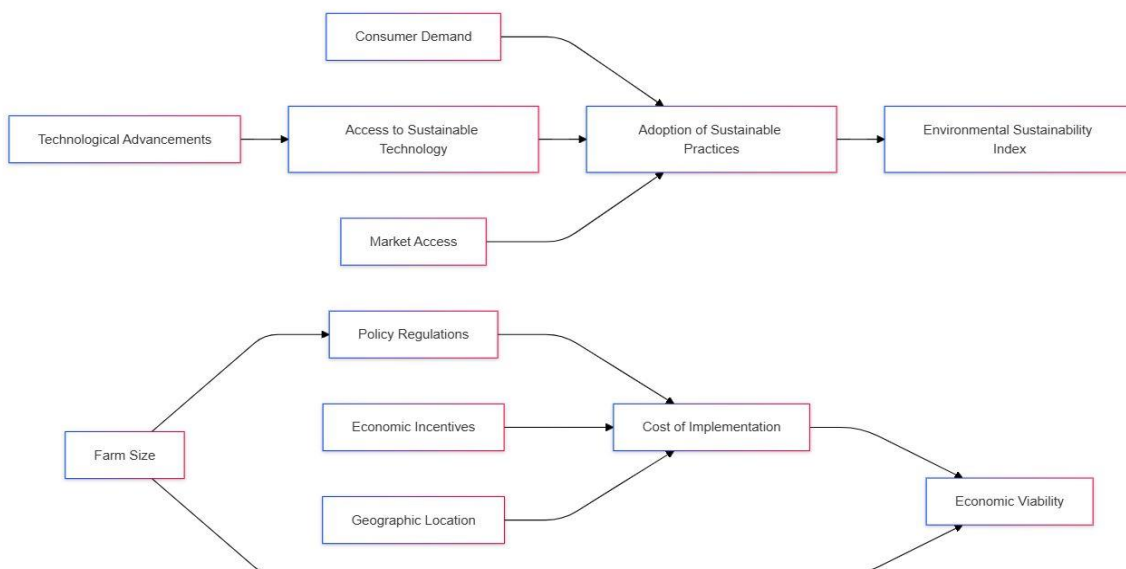 Consumer Demand
Technological Advancements
Access to Sustainable
Technology
Adoption of Sustainable
Practices
Environmental Sustainability
Index
Market Access
Policy Regulations
Economic Incentives
Cost of Implementation
Farm Size
Economic Viability
Geographic Location